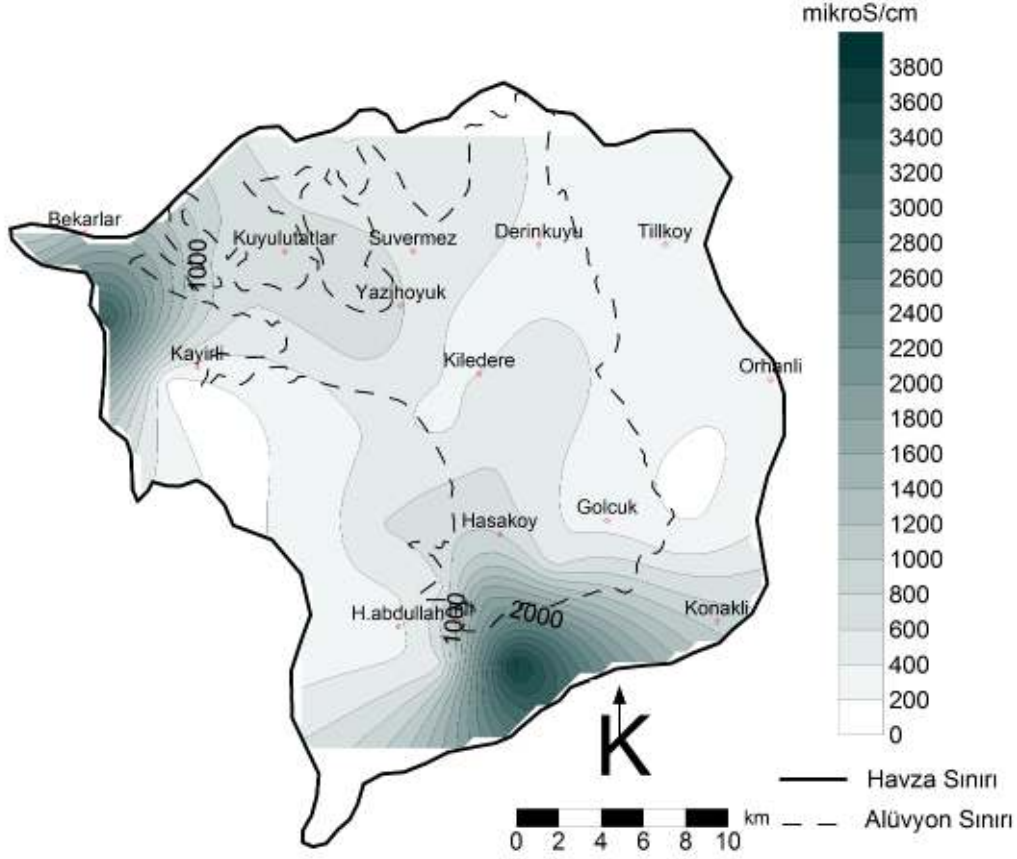 mikroS/cm
3800
3600
3400
3200
3000
2800
2600
2400
2200
2000
1800
1600
1400
1200
1000
800
600
400
200
0
Bekarlar
Kuyulutatlar
Suvermez
Derinkuyu
Tillkoy
1000
Yazihoyuk
Kayirli
Kiledere
Orhanli
Hasakoy
Golcuk
H.abdullah
1000
2000
Konakli
K
Havza Sınırı
km
Alüvyon Sınırı
0 2 4 6 8 10